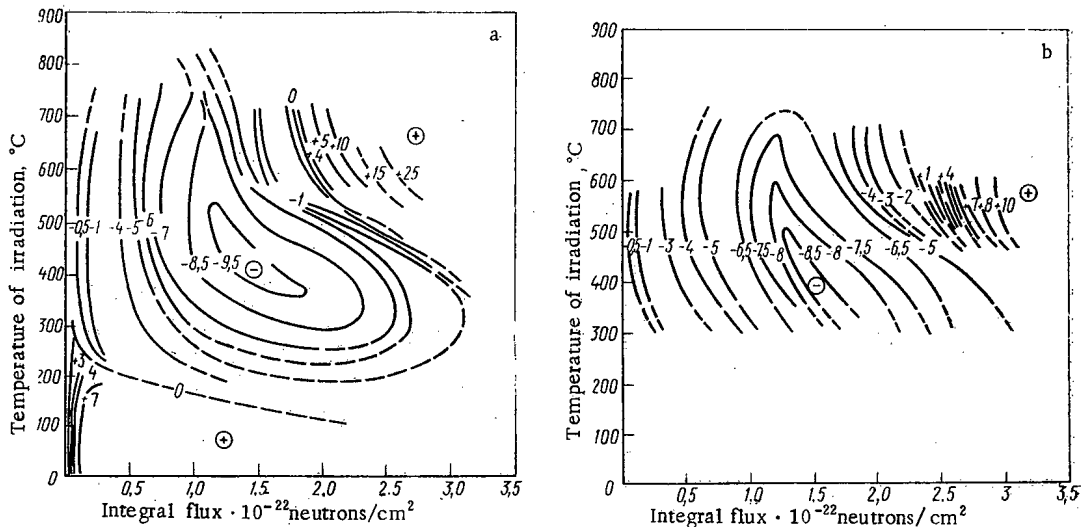 a
Temperature of irradiation, °C
900
800
700
600
500
400
300
200
100
0
0
+5 +10
+4
+15
+25
-1
-0,5 -1 -4 -5 -6
-7
-8,5 -9,5
+3
4
+7
0
0,5 1,0 1,5 2,0 2,5 3,0 3,5
Integral flux · 10⁻²² neutrons/cm²
b
Temperature of irradiation, °C
900
800
700
600
500
400
300
200
100
0
-4 -3 -2 +1 +4
+7 +8 +10
-0,5 -1 -3 -4 -5 -6,5 -7,5 -8 -8,5 -8 -7,5 -6,5 -5
0,5 1,0 1,5 2,0 2,5 3,0 3,5
Integral flux · 10⁻²² neutrons/cm²